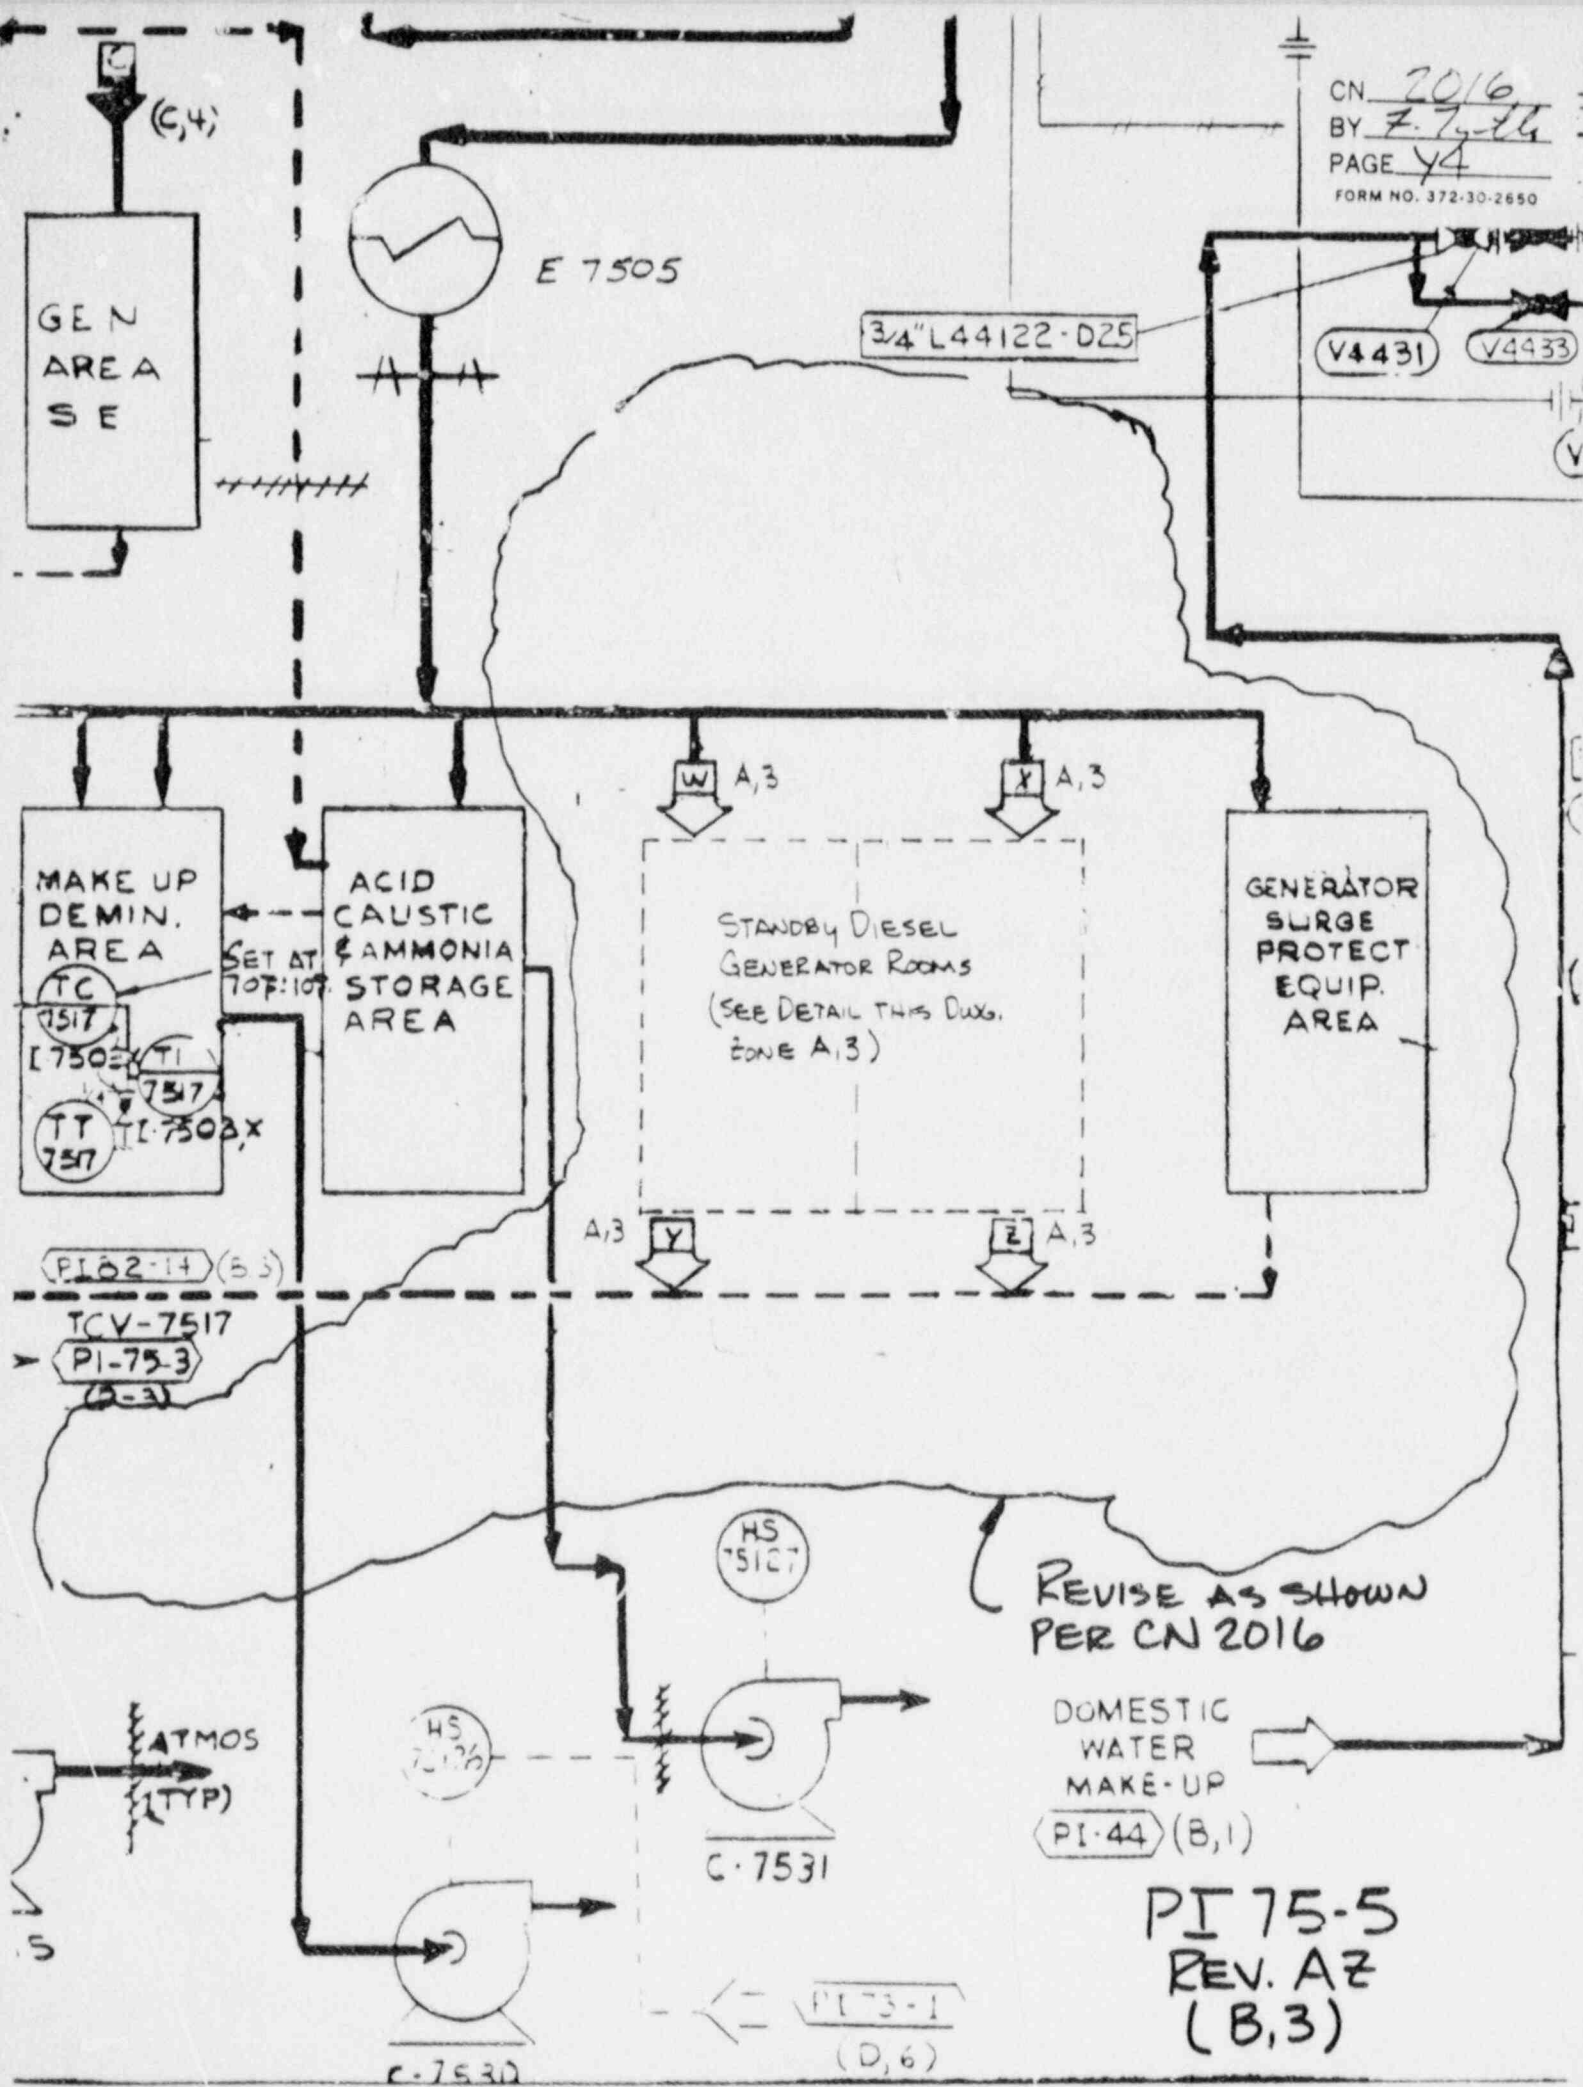 C
(C,4)
CN 2016
BY
PAGE Y4
FORM NO. 372-30-2650
GEN
AREA
SE
E 7505
3/4" L44122-D25
V4431
V4433
V
W A,3
X A,3
MAKE UP
DEMIN.
AREA
SET AT
TC
7517
TI
7517
TT
7517
ACID
CAUSTIC
& AMMONIA
STORAGE
AREA
STANDBY DIESEL
GENERATOR ROOMS
(SEE DETAIL THIS DWG.
ZONE A,3)
GENERATOR
SURGE
PROTECT
EQUIP.
AREA
A,3 Y
Z A,3
TCV-7517
PI-75-3
HS
REVISE AS SHOWN
PER CN 2016
ATMOS
(TYP)
HS
C-7531
DOMESTIC
WATER
MAKE-UP
PI-44 (B,1)
PI 75-5
REV. AZ
(B,3)
C-7530
(D,6)